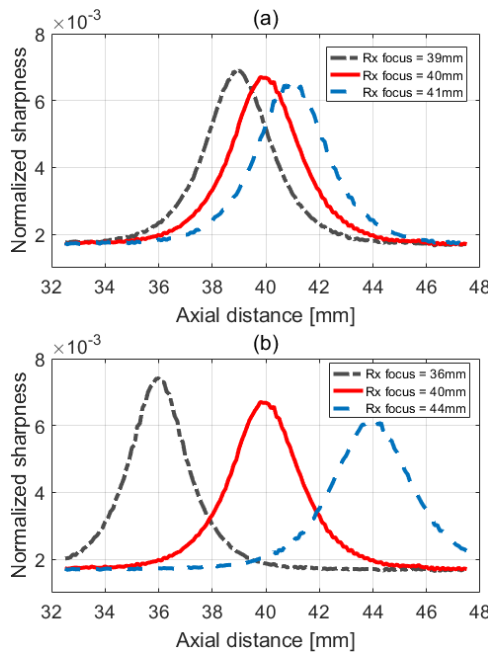 (a)
×10⁻³
8
6
4
2
Normalized sharpness
Rx focus = 39mm
Rx focus = 40mm
Rx focus = 41mm
32 34 36 38 40 42 44 46 48
Axial distance [mm]
(b)
×10⁻³
8
6
4
2
Normalized sharpness
Rx focus = 36mm
Rx focus = 40mm
Rx focus = 44mm
32 34 36 38 40 42 44 46 48
Axial distance [mm]